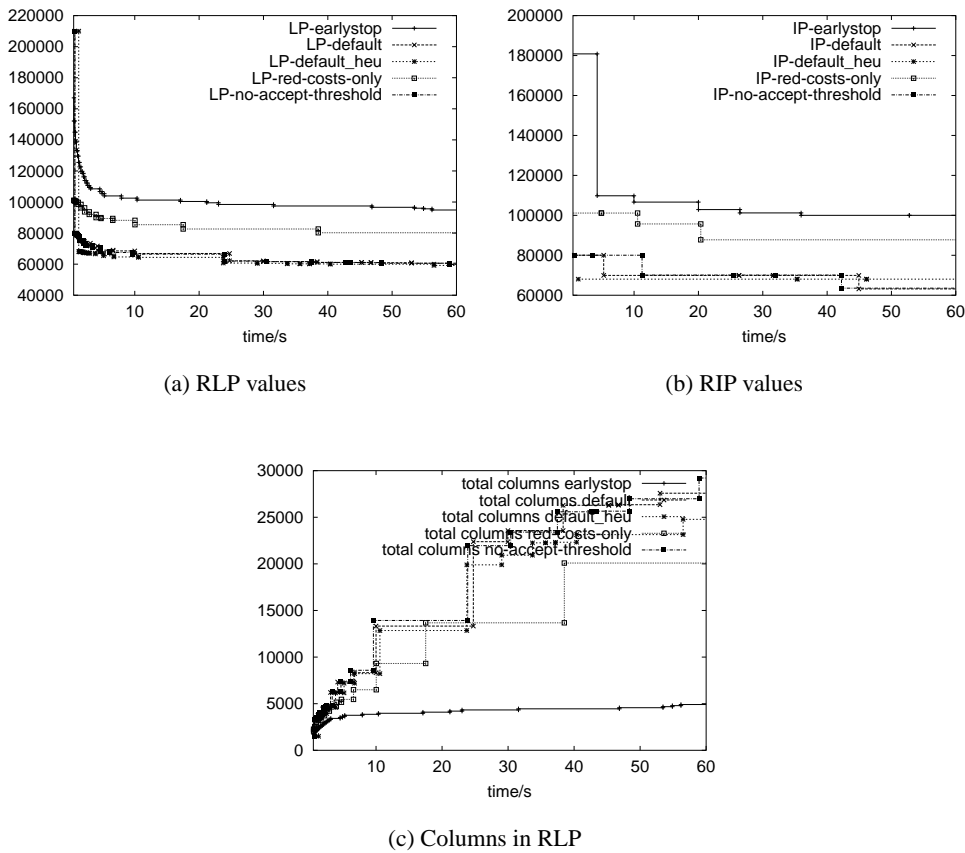 220000
200000
180000
160000
140000
120000
100000
80000
60000
40000
LP-earlystop
LP-default
LP-default_heu
LP-red-costs-only
LP-no-accept-threshold
10 20 30 40 50 60
time/s
(a) RLP values
200000
180000
160000
140000
120000
100000
80000
60000
IP-earlystop
IP-default
IP-default_heu
IP-red-costs-only
IP-no-accept-threshold
10 20 30 40 50 60
time/s
(b) RIP values
30000
25000
20000
15000
10000
5000
0
total columns earlystop
total columns default
total columns default_heu
total columns red-costs-only
total columns no-accept-threshold
10 20 30 40 50 60
time/s
(c) Columns in RLP